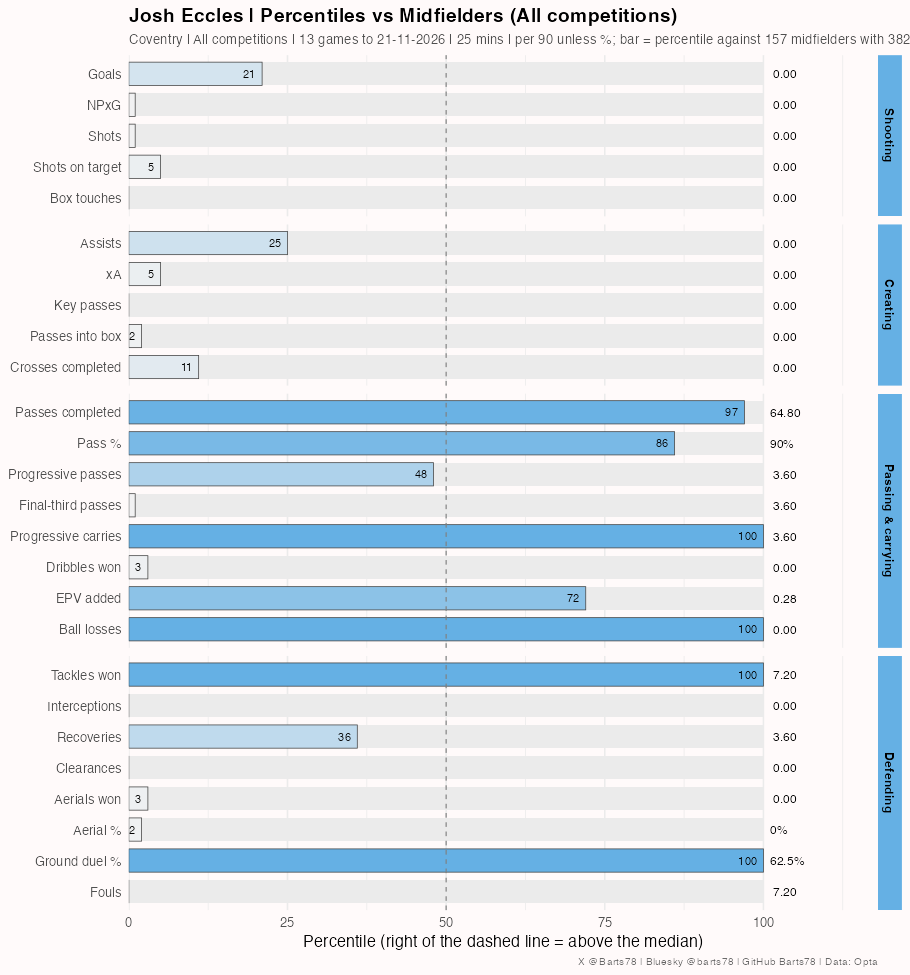 Josh Eccles | Percentiles vs Midfielders (All competitions)
Coventry | All competitions | 13 games to 21-11-2026 | 25 mins | per 90 unless %; bar = percentile against 157 midfielders with 382
Goals 21 0.00
NPxG 0.00
Shots 0.00
Shots on target 5 0.00
Box touches 0.00
Shooting
Assists 25 0.00
xA 5 0.00
Key passes 0.00
Passes into box 2 0.00
Crosses completed 11 0.00
Creating
Passes completed 97 64.80
Pass % 86 90%
Progressive passes 48 3.60
Final-third passes 3.60
Progressive carries 100 3.60
Dribbles won 3 0.00
EPV added 72 0.28
Ball losses 100 0.00
Passing & carrying
Tackles won 100 7.20
Interceptions 0.00
Recoveries 36 3.60
Clearances 0.00
Aerials won 3 0.00
Aerial % 2 0%
Ground duel % 100 62.5%
Fouls 7.20
Defending
0 25 50 75 100
Percentile (right of the dashed line = above the median)
X @Barts78 | Bluesky @barts78 | GitHub Barts78 | Data: Opta